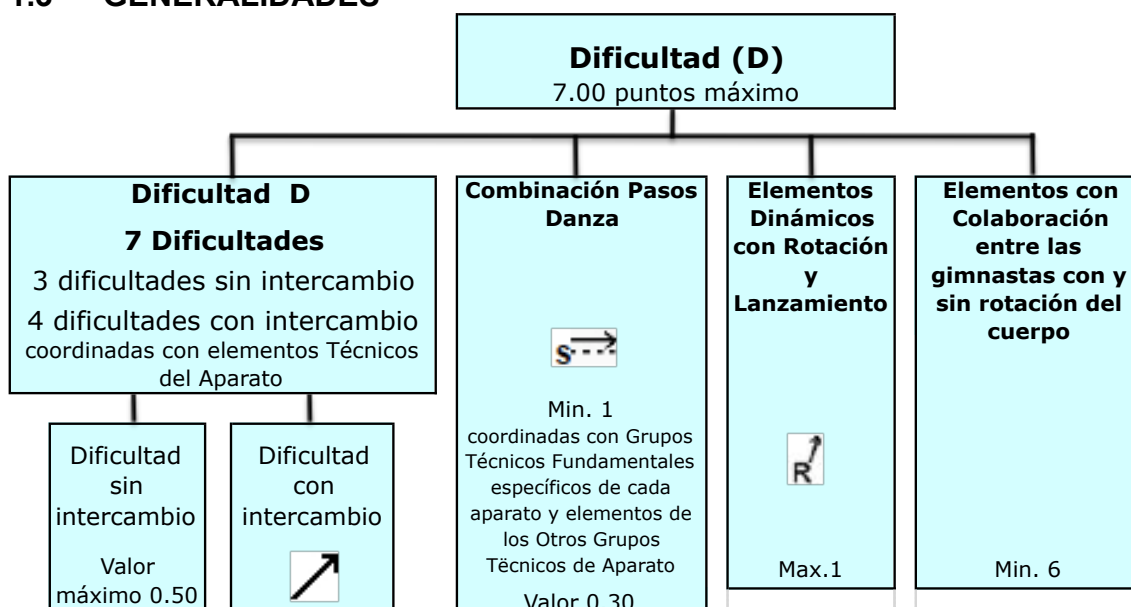 1.6 GENERALIDADES
Dificultad (D)
7.00 puntos máximo
Dificultad D
7 Dificultades
3 dificultades sin intercambio
4 dificultades con intercambio
coordinadas con elementos Técnicos
del Aparato
Dificultad
sin
intercambio
Valor
máximo 0.50
Dificultad
con
intercambio
Combinación Pasos
Danza
S
Min. 1
coordinadas con Grupos
Técnicos Fundamentales
específicos de cada
aparato y elementos de
los Otros Grupos
Tëcnicos de Aparato
Valor 0.30
Elementos
Dinámicos
con Rotación
y
Lanzamiento
R
Max.1
Elementos con
Colaboración
entre las
gimnastas con y
sin rotación del
cuerpo
Min. 6